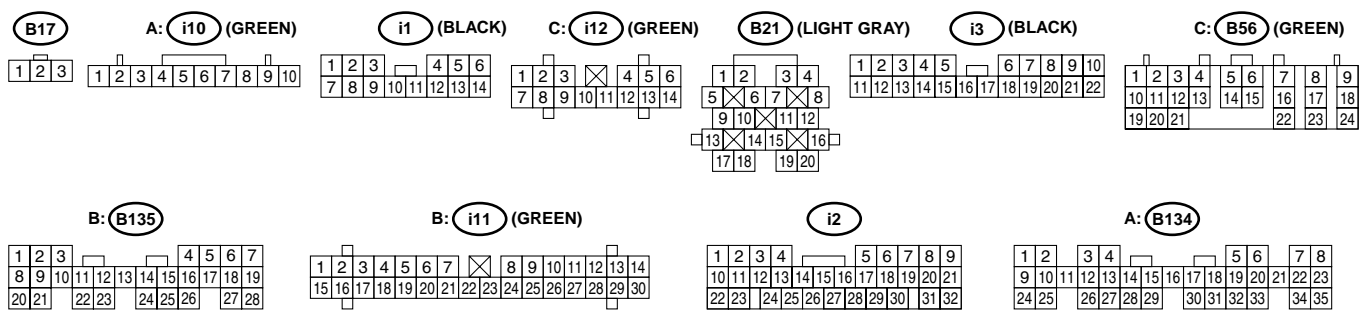 B17 A: i10 (GREEN) i1 (BLACK) C: i12 (GREEN) B21 (LIGHT GRAY) i3 (BLACK) C: B56 (GREEN)
1 2 3
1 2 3 4 5 6 7 8 9 10
1 2 3 4 5 6
7 8 9 10 11 12 13 14
1 2 3 4 5 6
7 8 9 10 11 12 13 14
1 2 3 4
5 6 7 8
9 10 11 12
13 14 15 16
17 18 19 20
1 2 3 4 5 6 7 8 9 10
11 12 13 14 15 16 17 18 19 20 21 22
1 2 3 4 5 6 7 8 9
10 11 12 13 14 15 16 17 18
19 20 21 22 23 24
B: B135 B: i11 (GREEN) i2 A: B134
1 2 3 4 5 6 7
8 9 10 11 12 13 14 15 16 17 18 19
20 21 22 23 24 25 26 27 28
1 2 3 4 5 6 7 8 9 10 11 12 13 14
15 16 17 18 19 20 21 22 23 24 25 26 27 28 29 30
1 2 3 4 5 6 7 8 9
10 11 12 13 14 15 16 17 18 19 20 21
22 23 24 25 26 27 28 29 30 31 32
1 2 3 4 5 6 7 8
9 10 11 12 13 14 15 16 17 18 19 20 21 22 23
24 25 26 27 28 29 30 31 32 33 34 35